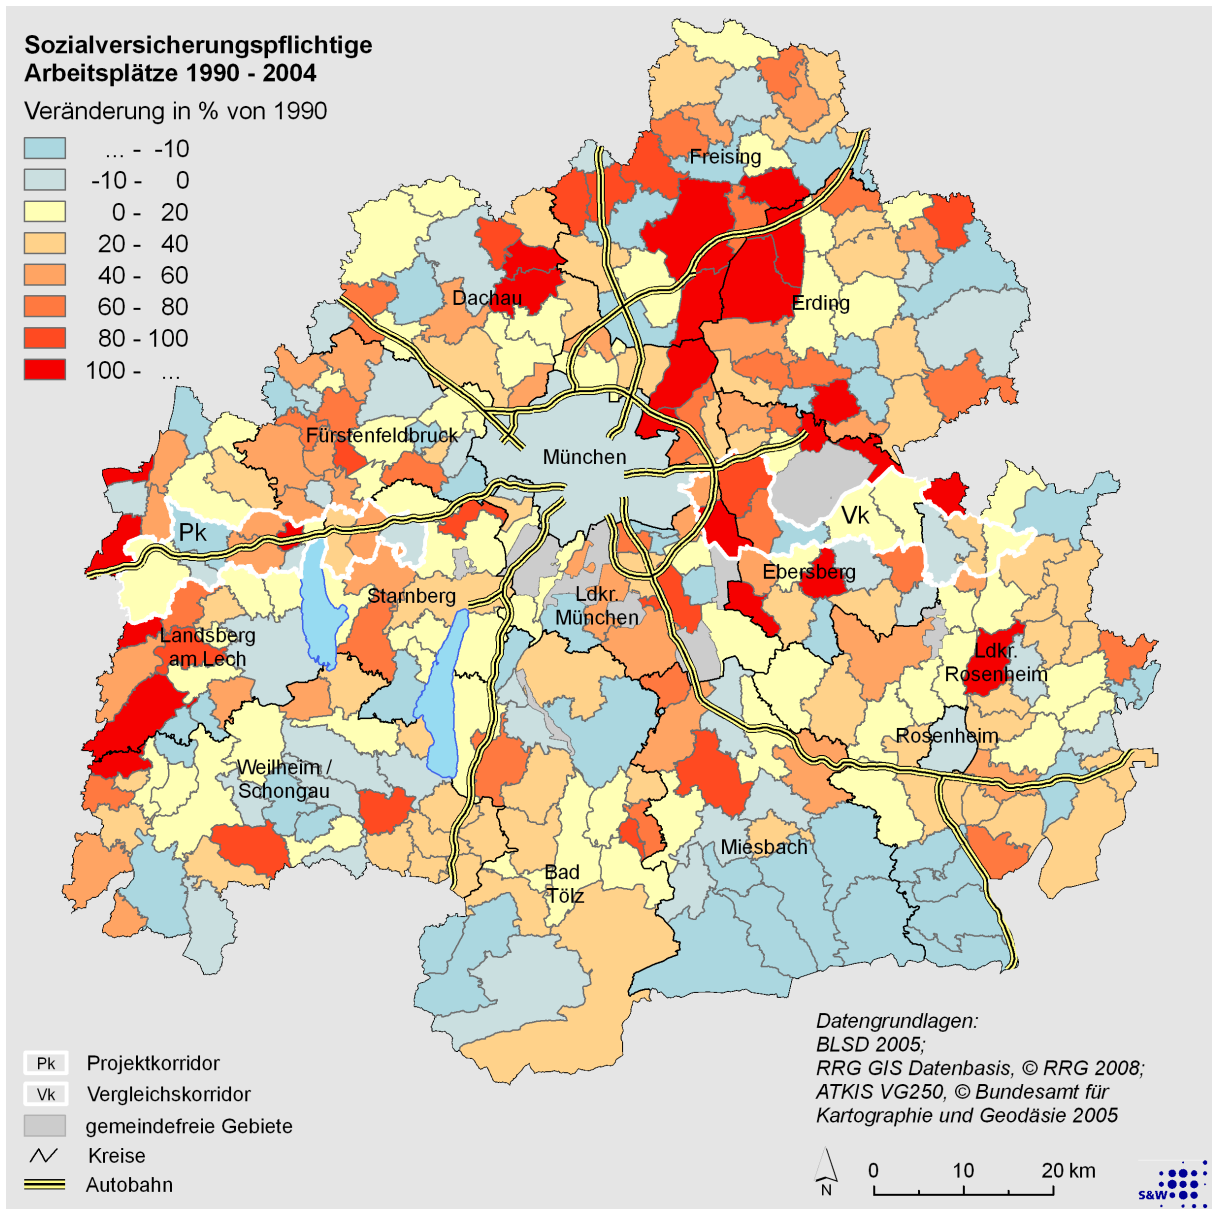 Sozialversicherungspflichtige
Arbeitsplätze 1990 - 2004
Veränderung in % von 1990
... - -10
-10 - 0
0 - 20
20 - 40
40 - 60
60 - 80
80 - 100
100 - ...
Freising
Dachau
Erding
Fürstenfeldbruck
München
Pk
Vk
Ebersberg
Starnberg
Ldkr.
München
Landsberg
am Lech
Ldkr.
Rosenheim
Rosenheim
Weilheim /
Schongau
Miesbach
Bad
Tölz
Pk Projektkorridor
Vk Vergleichskorridor
gemeindefreie Gebiete
Kreise
Autobahn
Datengrundlagen:
BLSD 2005;
RRG GIS Datenbasis, © RRG 2008;
ATKIS VG250, © Bundesamt für
Kartographie und Geodäsie 2005
N
0 10 20 km
S&W